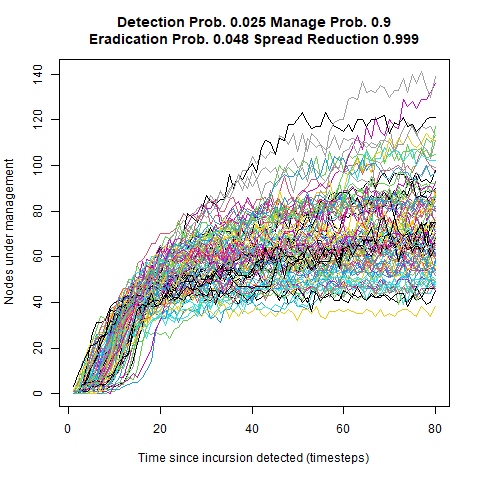 Detection Prob. 0.025 Manage Prob. 0.9
Eradication Prob. 0.048 Spread Reduction 0.999
Nodes under management
140
120
100
80
60
40
20
0
0 20 40 60 80
Time since incursion detected (timesteps)